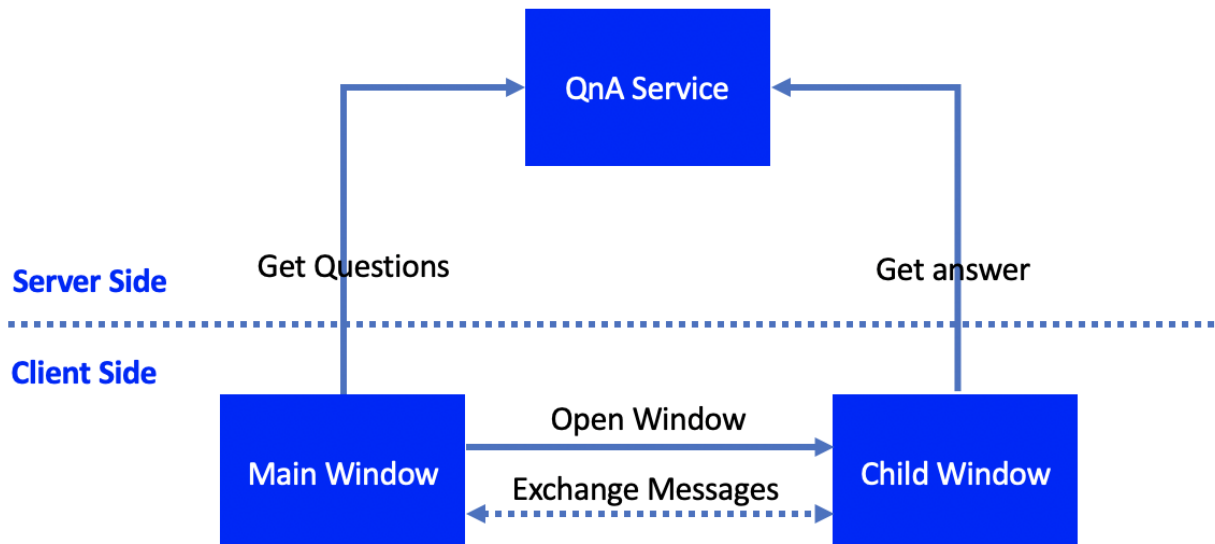 QnA Service
Get Questions
Get answer
Server Side
Client Side
Open Window
Main Window
Child Window
Exchange Messages